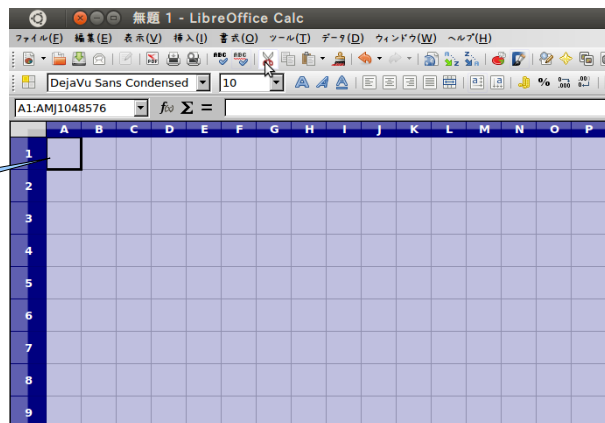 無題 1 - LibreOffice Calc
ファイル(F) 編集(E) 表示(V) 挿入(I) 書式(O) ツール(T) データ(D) ウィンドウ(W) ヘルプ(H)
DejaVu Sans Condensed 10
A1:AMJ1048576 f(x) Σ =
A B C D E F G H I J K L M N O P
1
2
3
4
5
6
7
8
9